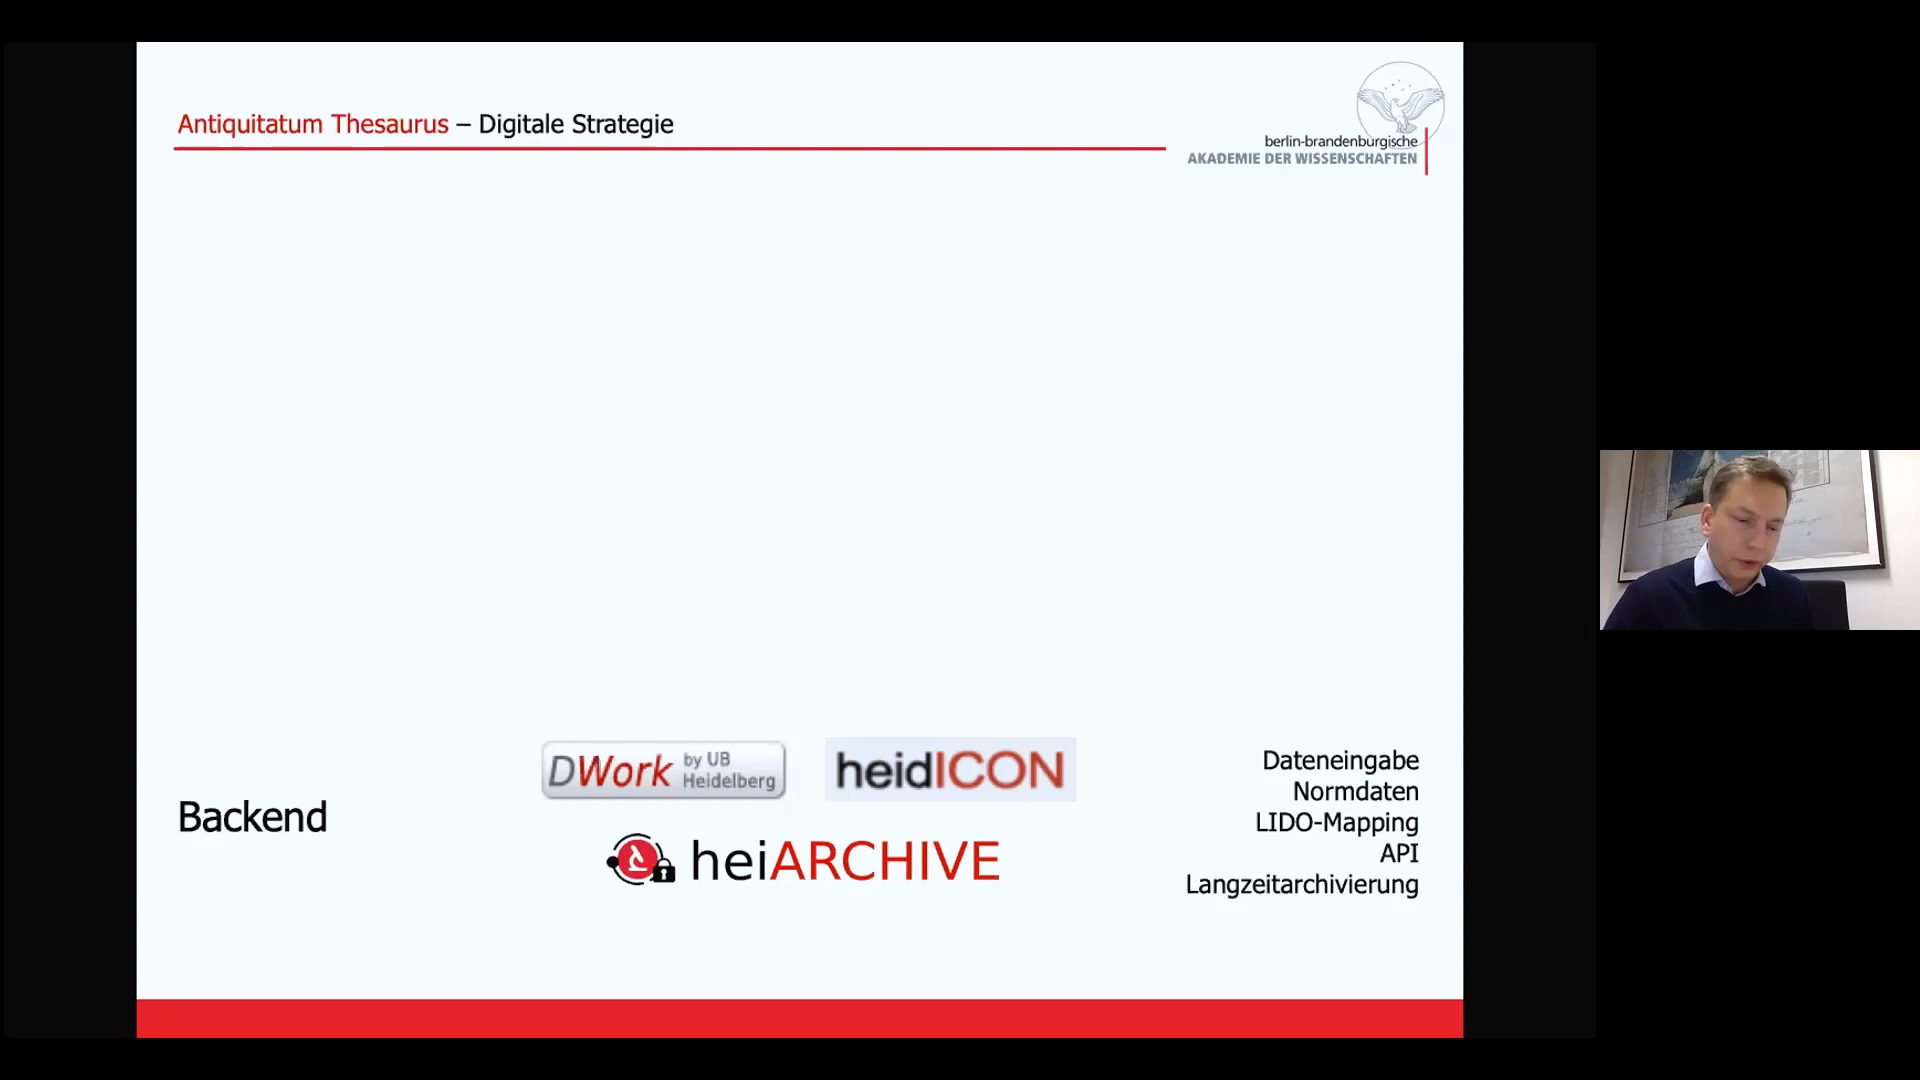 Antiquitatum Thesaurus – Digitale Strategie
berlin-brandenburgische
AKADEMIE DER WISSENSCHAFTEN
Backend
DWork by UB Heidelberg
heidICON
heiARCHIVE
Dateneingabe
Normdaten
LIDO-Mapping
API
Langzeitarchivierung